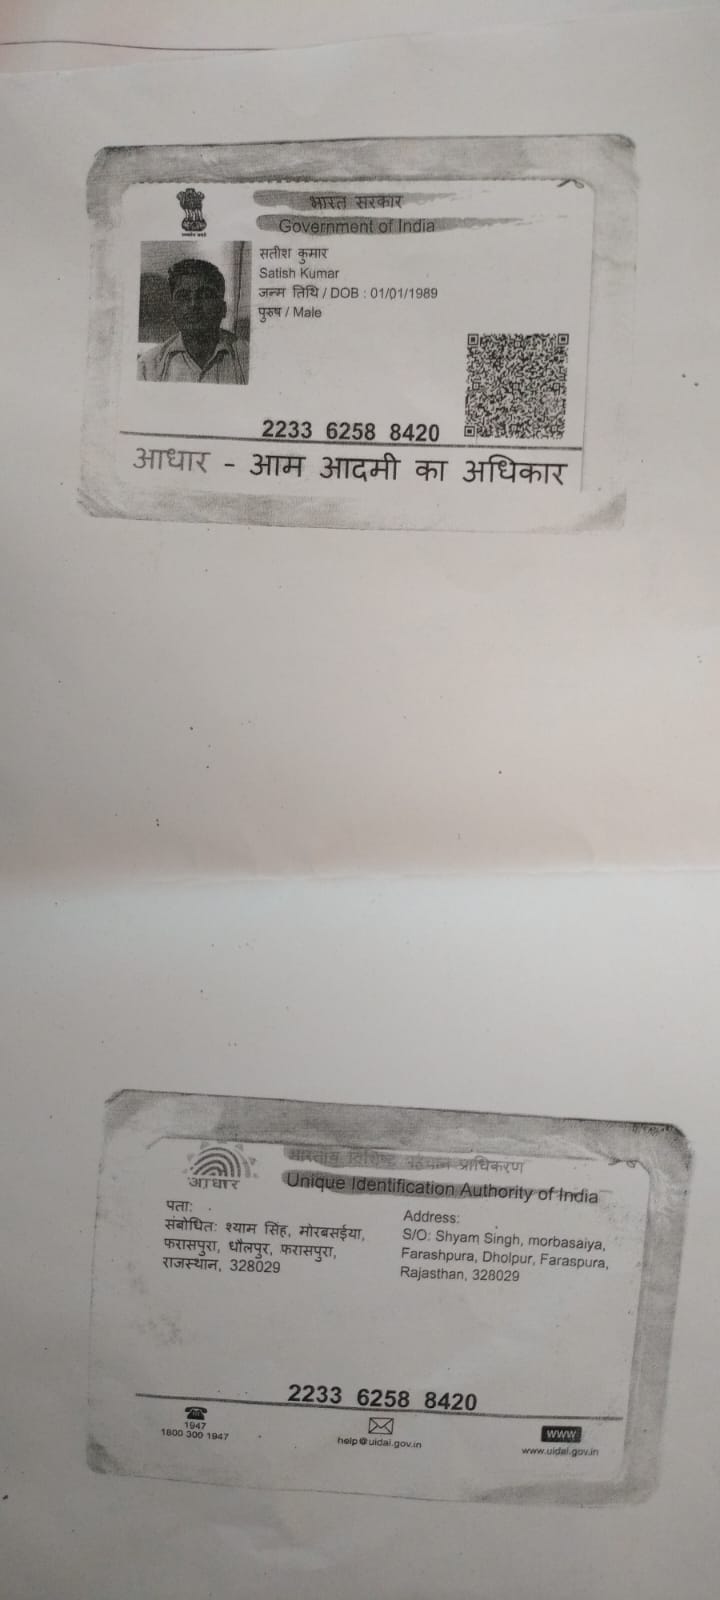 भारत सरकार
Government of India
सतीश कुमार
Satish Kumar
जन्म तिथि / DOB : 01/01/1989
पुरुष / Male
2233 6258 8420
आधार - आम आदमी का अधिकार
आधार
भारतीय विशिष्ट पहचान प्राधिकरण
Unique Identification Authority of India
पता:
संबोधित: श्याम सिंह, मोरबसईया,
फरासपुरा, धौलपुर, फरासपुरा,
राजस्थान, 328029
Address:
S/O: Shyam Singh, morbasaiya,
Farashpura, Dholpur, Faraspura,
Rajasthan, 328029
2233 6258 8420
1947
1800 300 1947
help@uidai.gov.in
www
www.uidai.gov.in